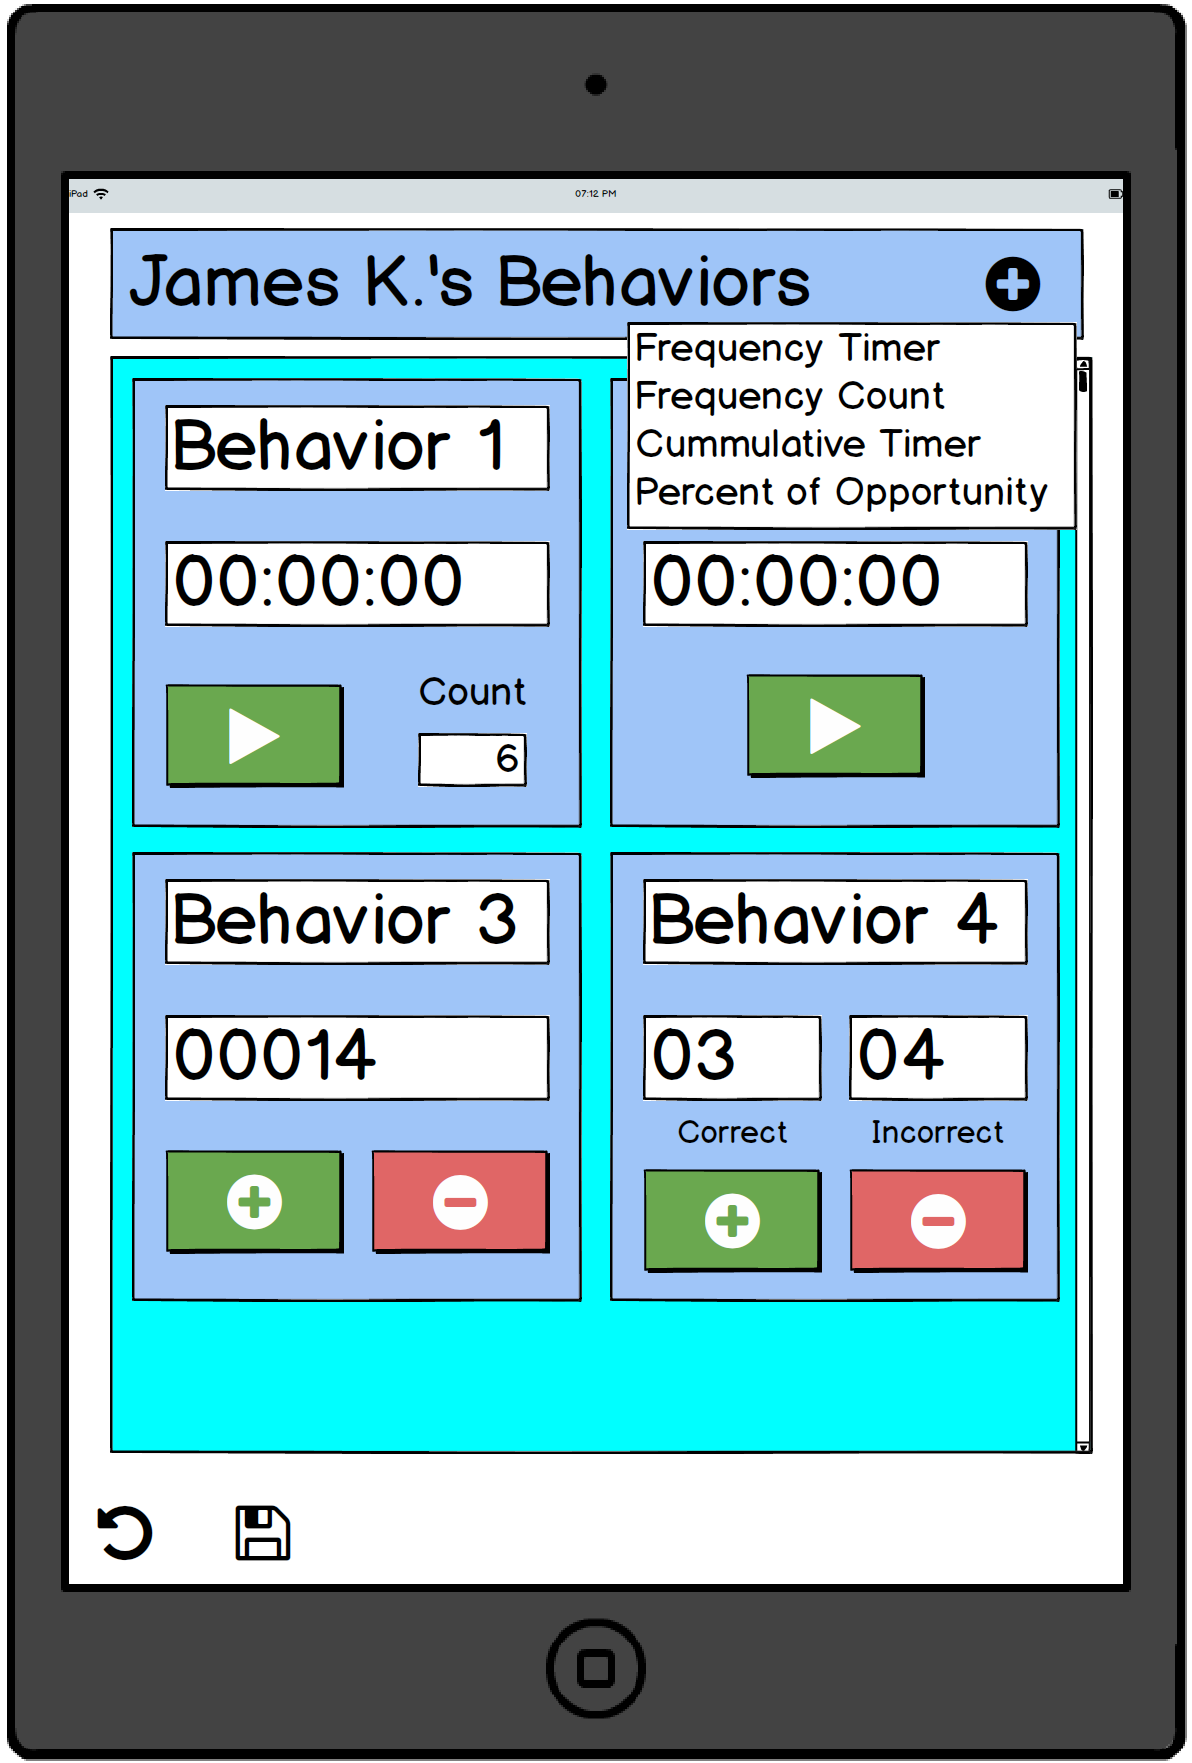 iPad
07:12 PM
James K.'s Behaviors
Frequency Timer
Frequency Count
Cummulative Timer
Percent of Opportunity
Behavior 1
00:00:00
Count
6
00:00:00
Behavior 3
00014
Behavior 4
03
04
Correct
Incorrect